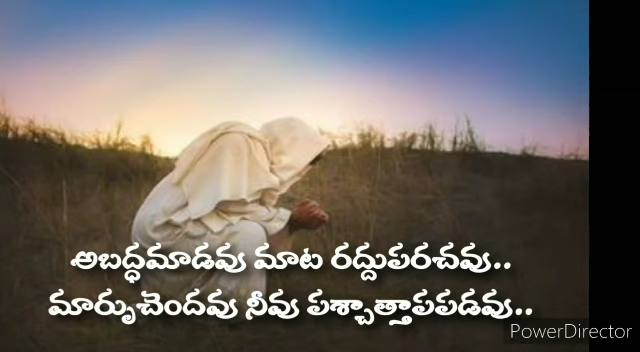 అబద్ధమాడవు మాట రద్దుపరచవు..
మార్పుచెందవు నీవు పశ్చాత్తాపపడవు..
PowerDirector